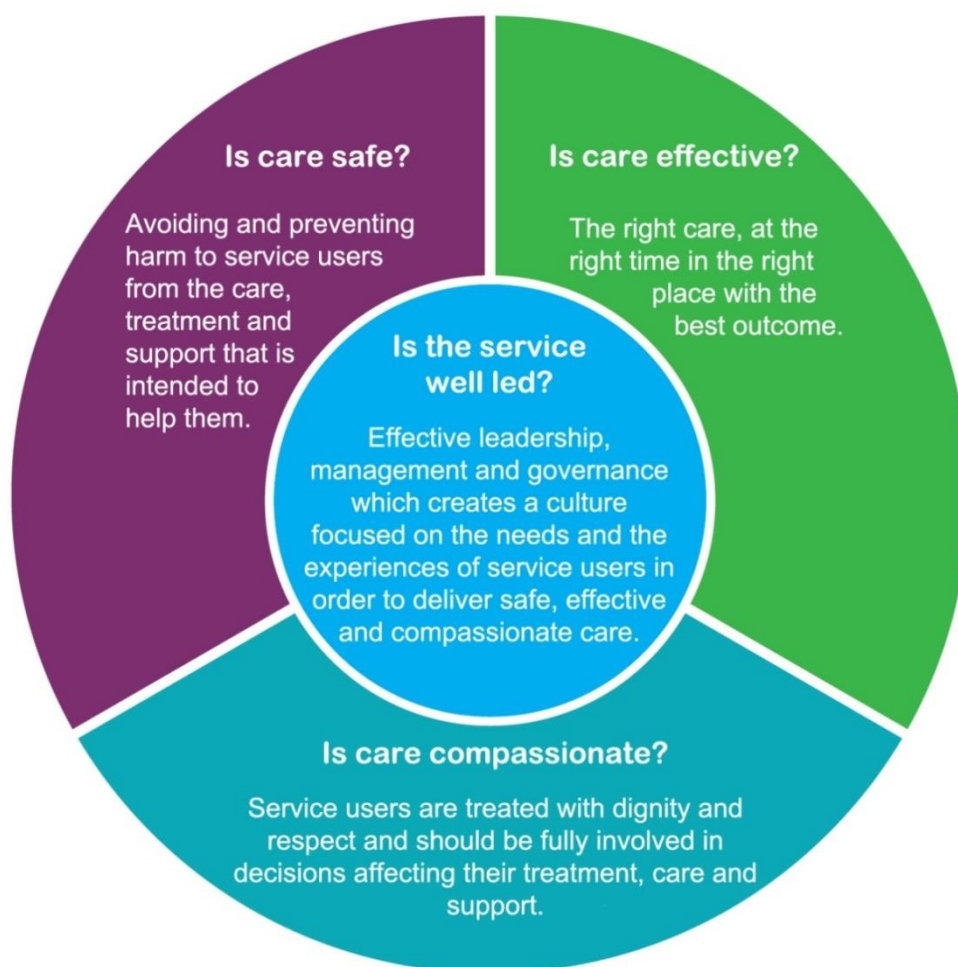 Is care safe?
Avoiding and preventing
harm to service users
from the care,
treatment and
support that is
intended to
help them.
Is care effective?
The right care, at the
right time in the right
place with the
best outcome.
Is the service
well led?
Effective leadership,
management and governance
which creates a culture
focused on the needs and the
experiences of service users in
order to deliver safe, effective
and compassionate care.
Is care compassionate?
Service users are treated with dignity and
respect and should be fully involved in
decisions affecting their treatment, care and
support.